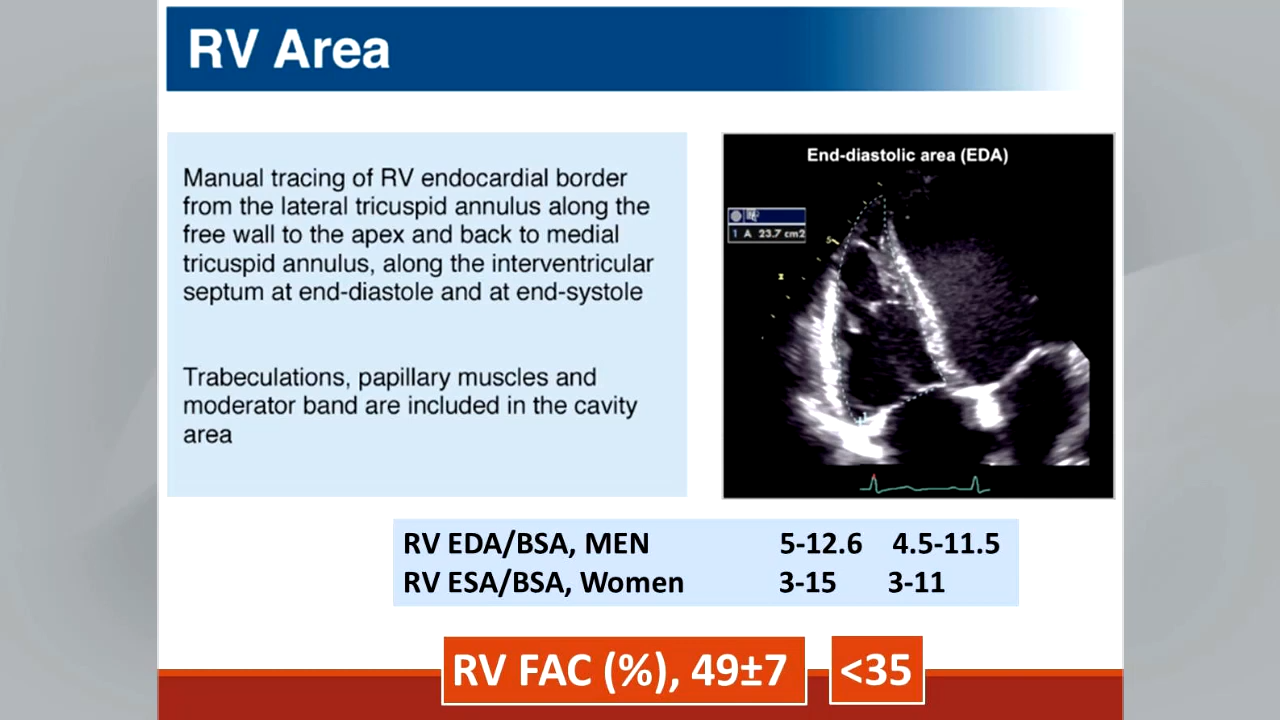 RV Area
Manual tracing of RV endocardial border
from the lateral tricuspid annulus along the
free wall to the apex and back to medial
tricuspid annulus, along the interventricular
septum at end-diastole and at end-systole
Trabeculations, papillary muscles and
moderator band are included in the cavity
area
End-diastolic area (EDA)
1 A 23.7 cm2
5
RV EDA/BSA, MEN 5-12.6 4.5-11.5
RV ESA/BSA, Women 3-15 3-11
RV FAC (%), 49±7 <35